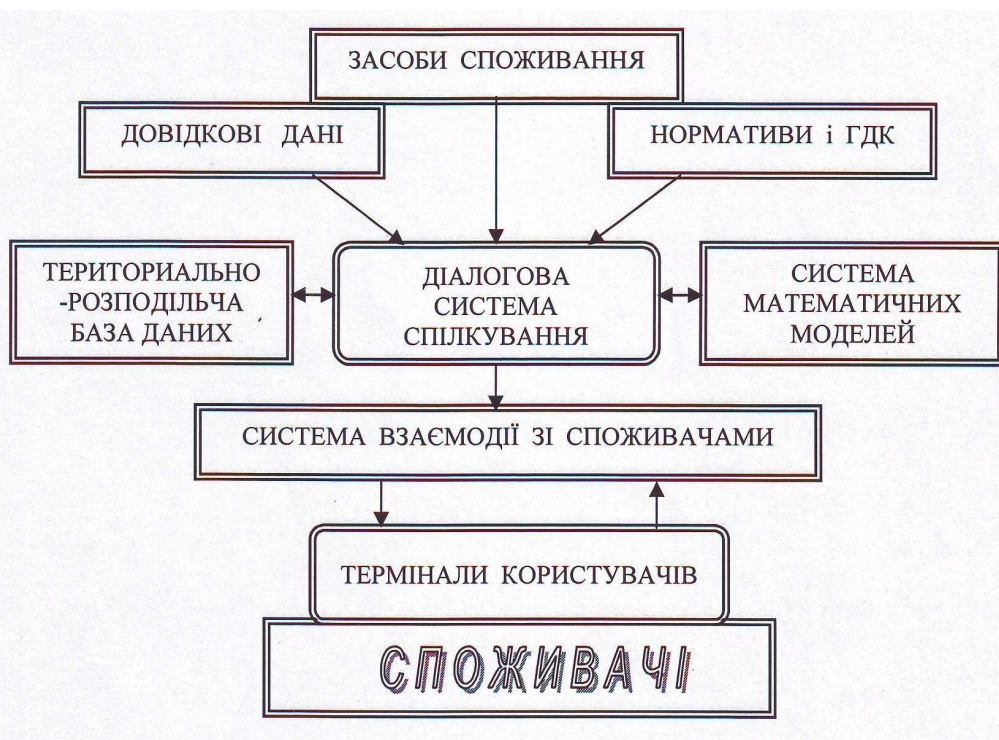 ЗАСОБИ СПОЖИВАННЯ
ДОВІДКОВІ ДАНІ
НОРМАТИВИ і ГДК
ТЕРИТОРИАЛЬНО
-РОЗПОДІЛЬЧА
БАЗА ДАНИХ
ДІАЛОГОВА
СИСТЕМА
СПІЛКУВАННЯ
СИСТЕМА
МАТЕМАТИЧНИХ
МОДЕЛЕЙ
СИСТЕМА ВЗАЄМОДІЇ ЗІ СПОЖИВАЧАМИ
ТЕРМІНАЛИ КОРИСТУВАЧІВ
СПОЖИВАЧІ